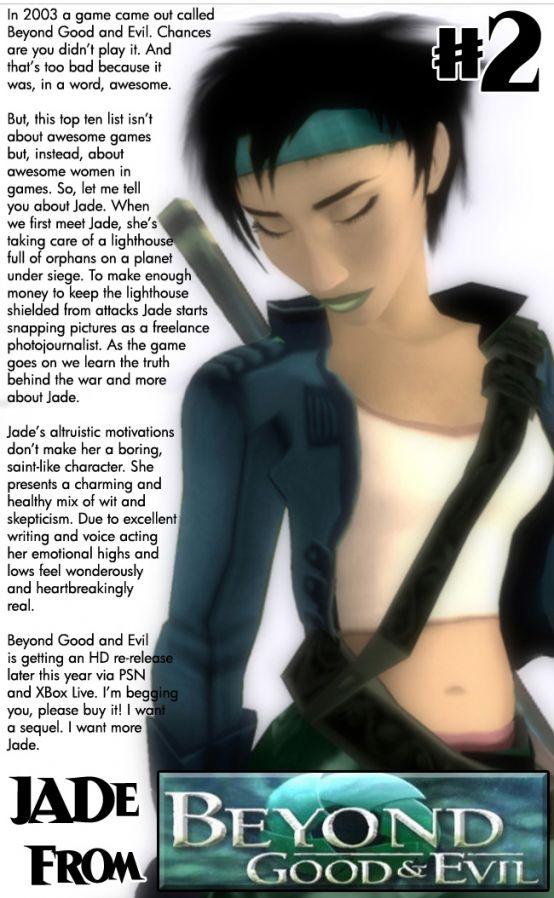 In 2003 a game came out called
Beyond Good and Evil. Chances
are you didn't play it. And
that's too bad because it
was, in a word, awesome.
But, this top ten list isn't
about awesome games
but, instead, about
awesome women in
games. So, let me tell
you about Jade. When
we first meet Jade, she's
taking care of a lighthouse
full of orphans on a planet
under siege. To make enough
money to keep the lighthouse
shielded from attacks Jade starts
snapping pictures as a freelance
photojournalist. As the game
goes on we learn the truth
behind the war and more
about Jade.
Jade's altruistic motivations
don't make her a boring,
saint-like character. She
presents a charming and
healthy mix of wit and
skepticism. Due to excellent
writing and voice acting
her emotional highs and
lows feel wonderously
and heartbreakingly
real.
Beyond Good and Evil
is getting an HD re-release
later this year via PSN
and XBox Live. I'm begging
you, please buy it! I want
a sequel. I want more
Jade.
#2
JADE
FROM
BEYOND
GOOD & EVIL